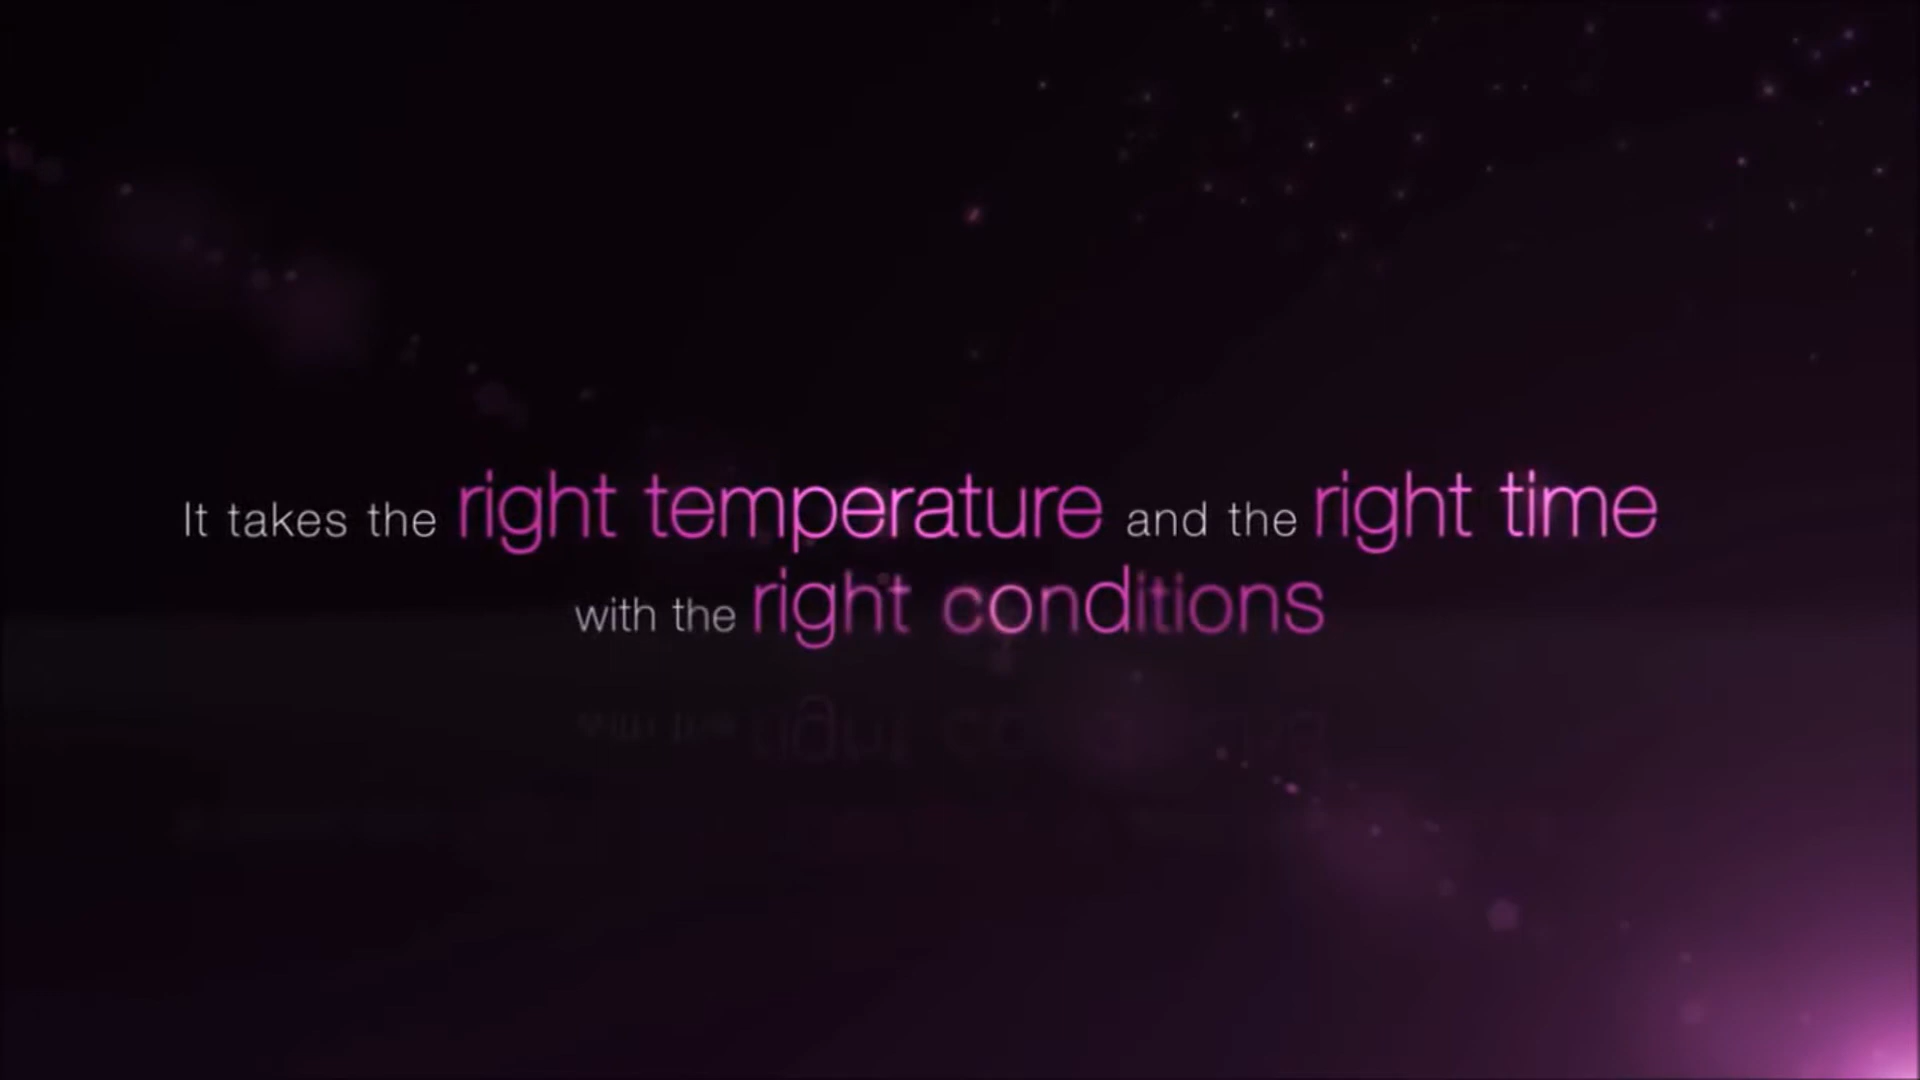 It takes the right temperature and the right time
with the right conditions